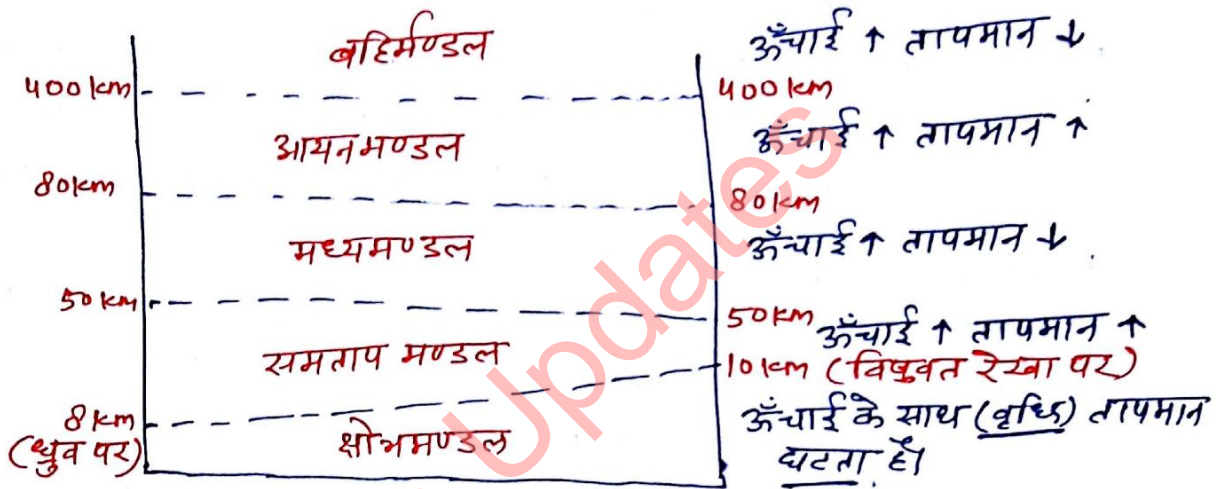 बहिर्मण्डल
ऊँचाई ↑ तापमान ↓
400 km
400 km
आयनमण्डल
ऊँचाई ↑ तापमान ↑
80 km
80 km
मध्यमण्डल
ऊँचाई ↑ तापमान ↓
50 km
50 km
ऊँचाई ↑ तापमान ↑
समताप मण्डल
10 km (विषुवत रेखा पर)
8 km
(ध्रुव पर)
क्षोभमण्डल
ऊँचाई के साथ (वृद्धि) तापमान
घटता है।
Updates